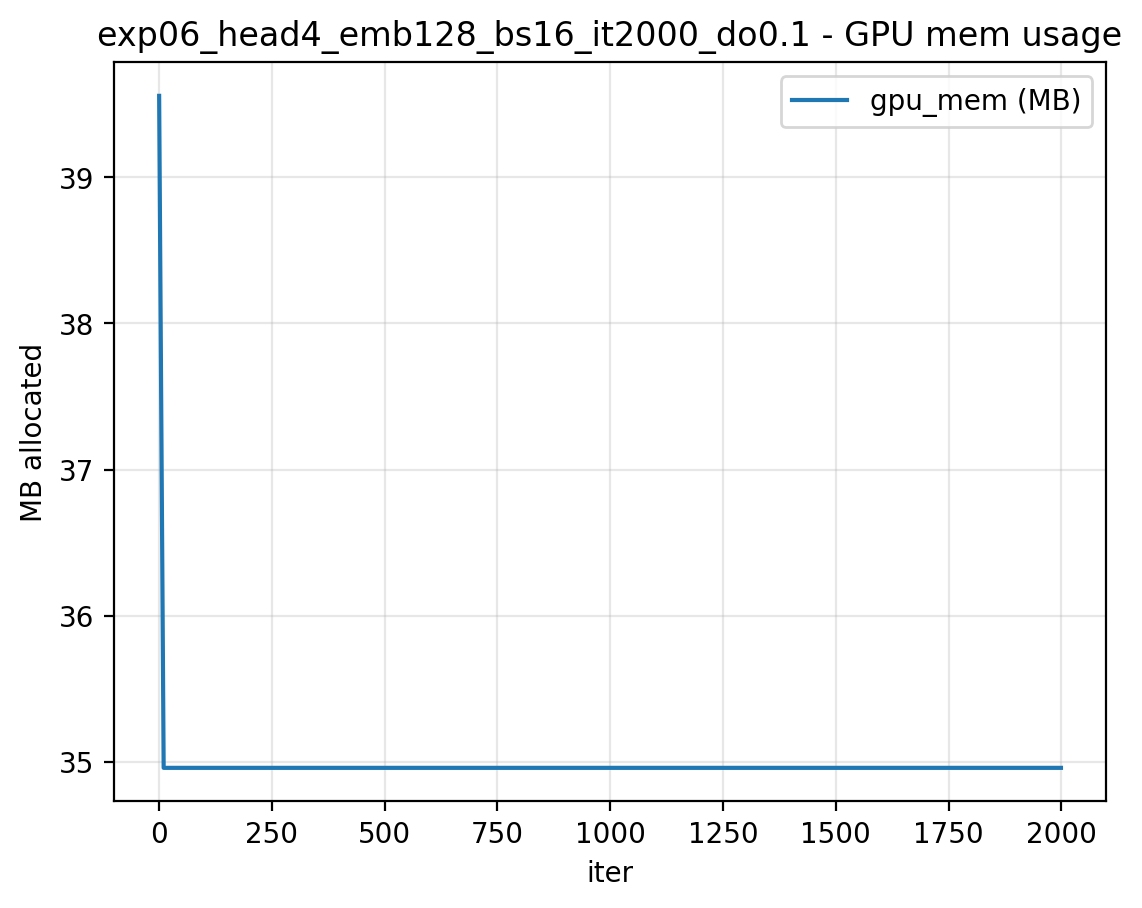 exp06_head4_emb128_bs16_it2000_do0.1 - GPU mem usage
gpu_mem (MB)
39
38
37
36
35
MB allocated
0 250 500 750 1000 1250 1500 1750 2000
iter